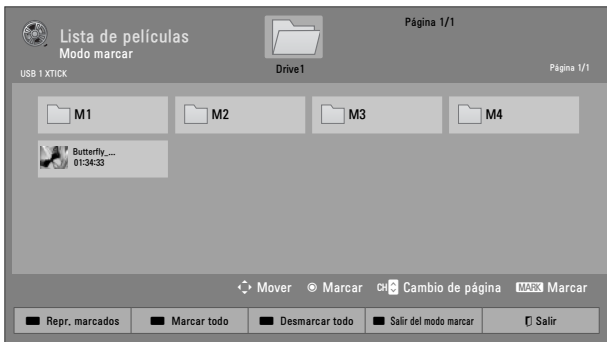 Lista de películas
Página 1/1
Modo marcar
USB 1 XTICK
Drive1
Página 1/1
M1
M2
M3
M4
Butterfly_...
01:34:33
Mover
Marcar
CH Cambio de página
MARK Marcar
Repr. marcados
Marcar todo
Desmarcar todo
Salir del modo marcar
Salir